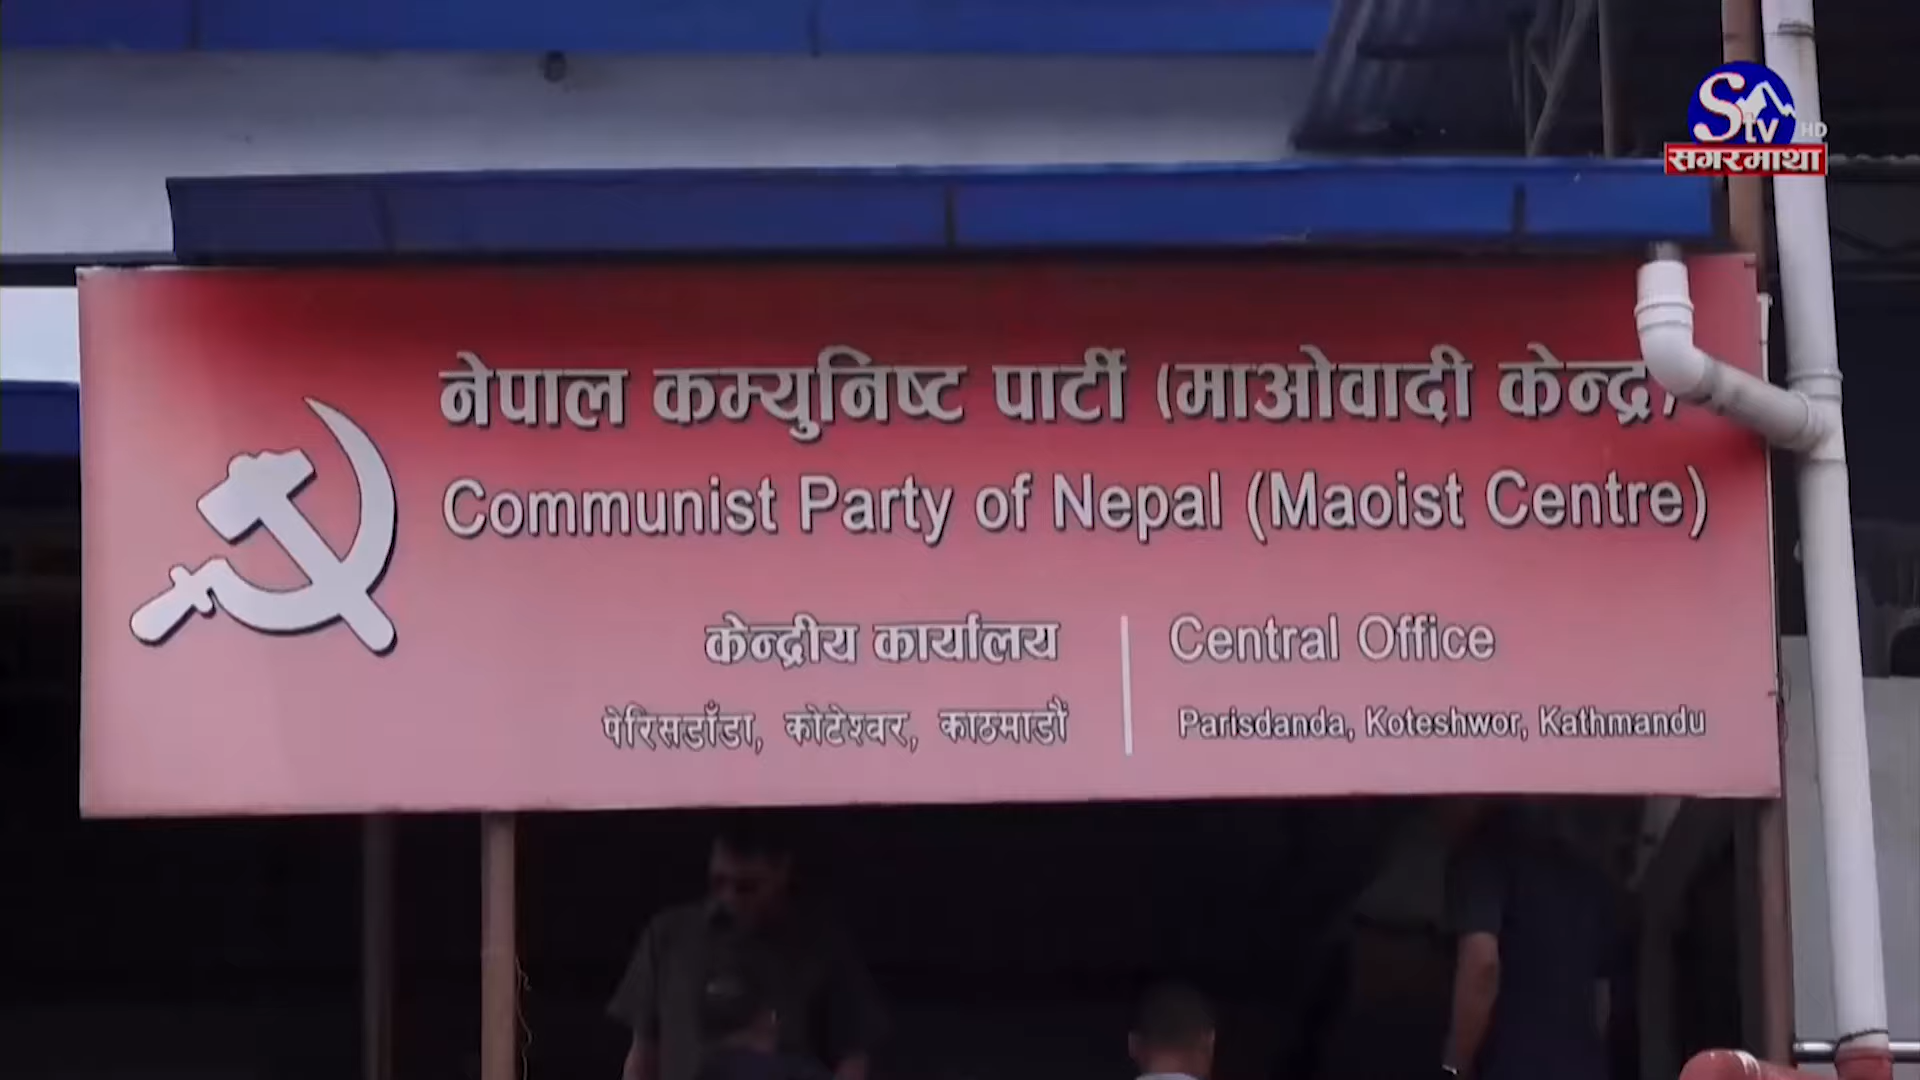 Stv HD
सगरमाथा
नेपाल कम्युनिष्ट पार्टी (माओवादी केन्द्र)
Communist Party of Nepal (Maoist Centre)
केन्द्रीय कार्यालय
पेरिसडाँडा, कोटेश्वर, काठमाडौं
Central Office
Parisdanda, Koteshwor, Kathmandu